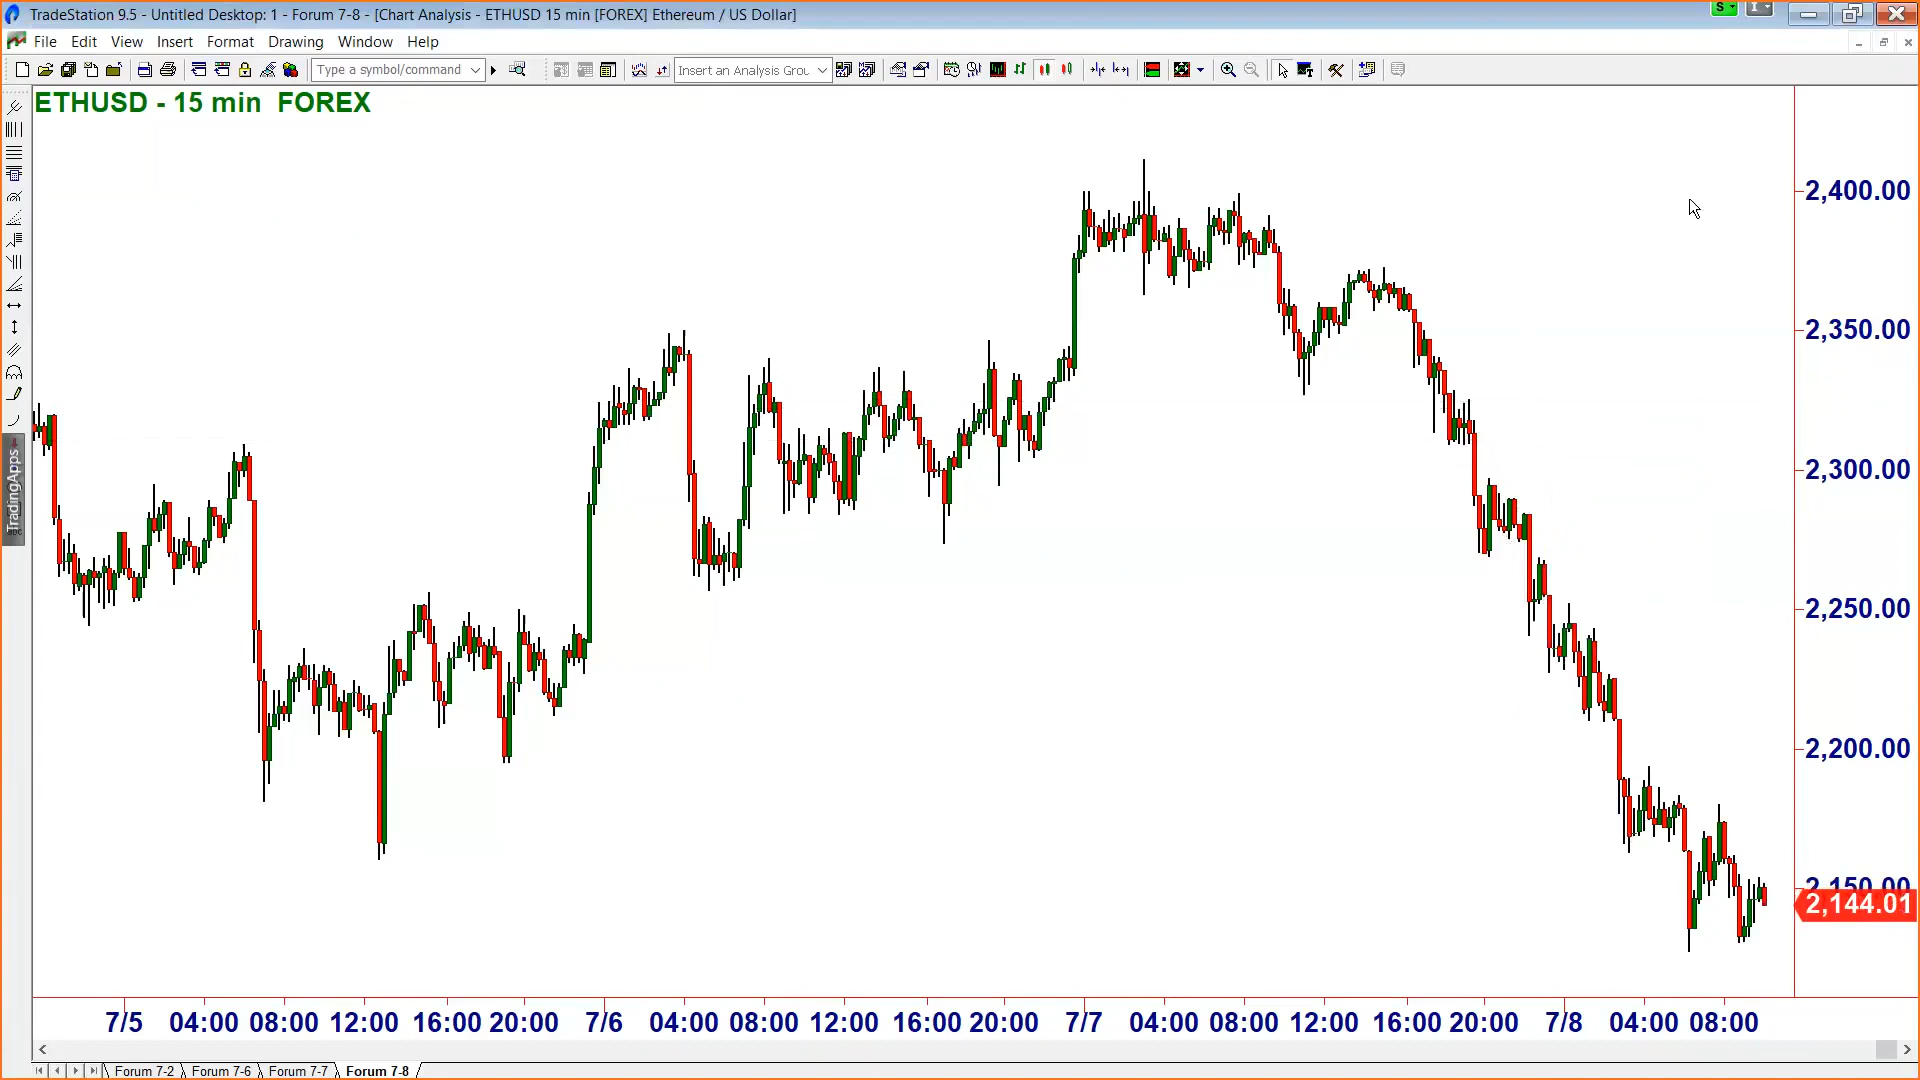 TradeStation 9.5 - Untitled Desktop: 1 - Forum 7-8 - [Chart Analysis - ETHUSD 15 min [FOREX] Ethereum / US Dollar]
S I
File Edit View Insert Format Drawing Window Help
Type a symbol/command Insert an Analysis Grou
ETHUSD - 15 min FOREX
2,400.00
2,350.00
2,300.00
TradingApps
2,250.00
2,200.00
2,150.00
2,144.01
7/5 04:00 08:00 12:00 16:00 20:00 7/6 04:00 08:00 12:00 16:00 20:00 7/7 04:00 08:00 12:00 16:00 20:00 7/8 04:00 08:00
Forum 7-2 Forum 7-6 Forum 7-7 Forum 7-8